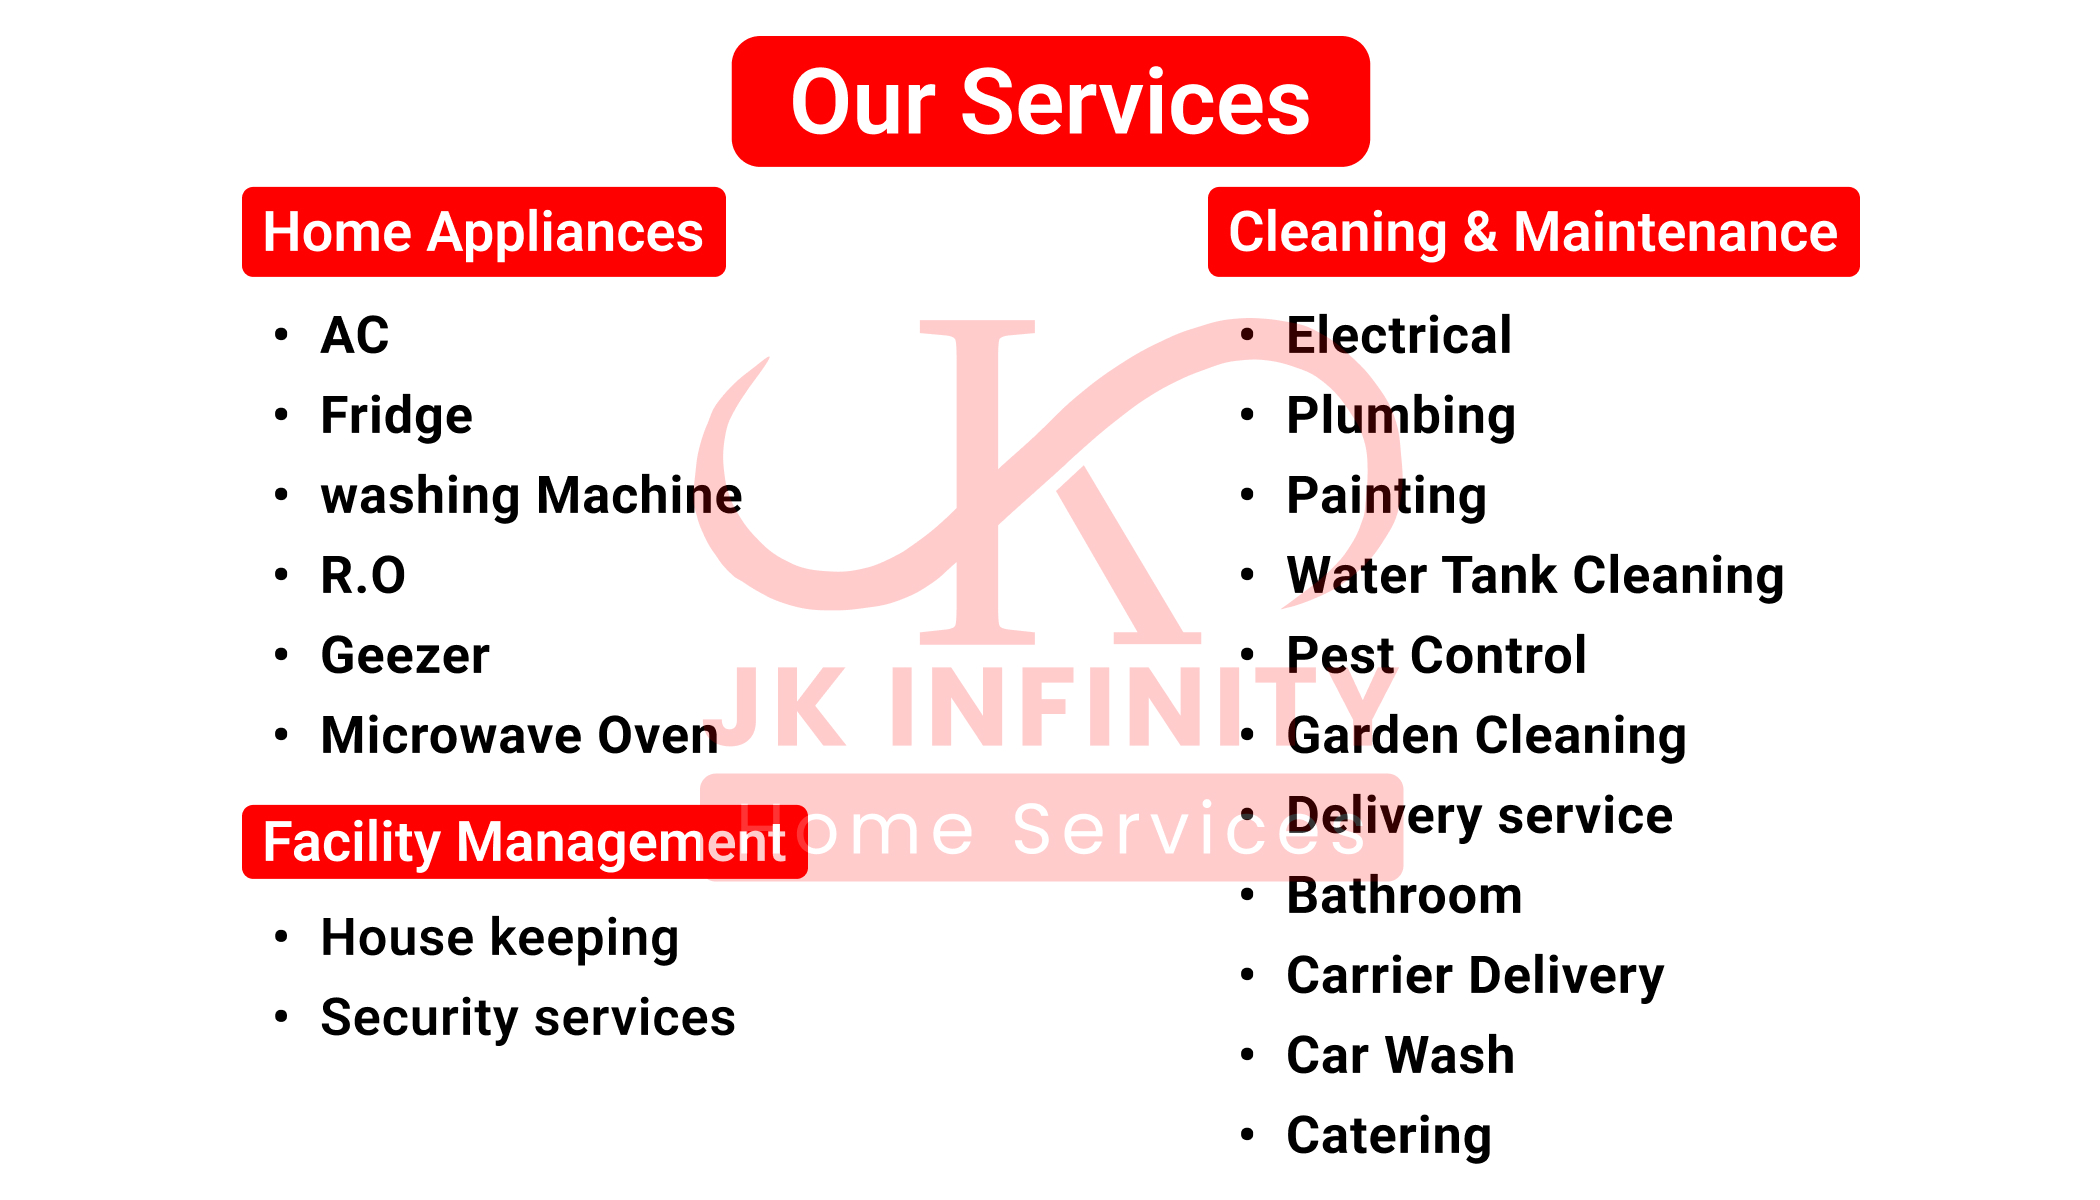 Our Services
Home Appliances
• AC
• Fridge
• washing Machine
• R.O
• Geezer
• Microwave Oven
Facility Management
• House keeping
• Security services
Cleaning & Maintenance
• Electrical
• Plumbing
• Painting
• Water Tank Cleaning
• Pest Control
• Garden Cleaning
• Delivery service
• Bathroom
• Carrier Delivery
• Car Wash
• Catering
JK
JK INFINITY
Home Services